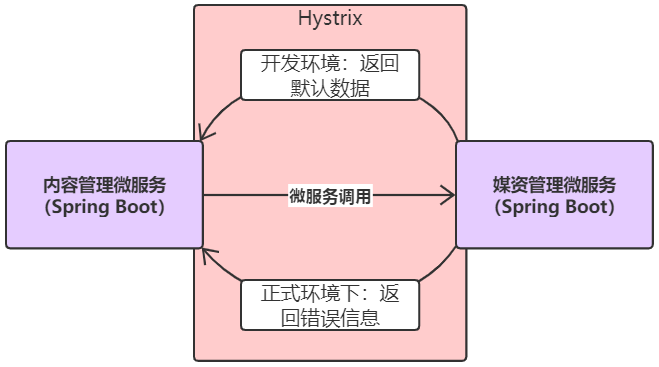 Hystrix
开发环境：返回
默认数据
内容管理微服务
（Spring Boot）
微服务调用
媒资管理微服务
（Spring Boot）
正式环境下：返
回错误信息